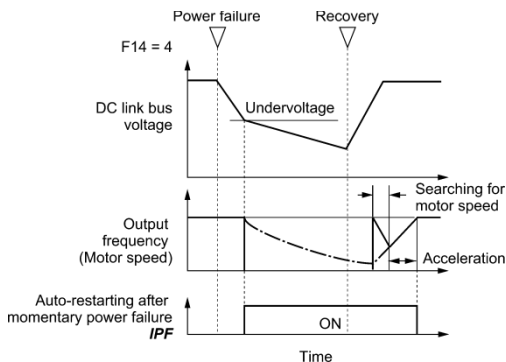 Power failure
Recovery
F14 = 4
DC link bus
voltage
Undervoltage
Searching for
motor speed
Output
frequency
(Motor speed)
Acceleration
Auto-restarting after
momentary power failure
IPF
ON
Time